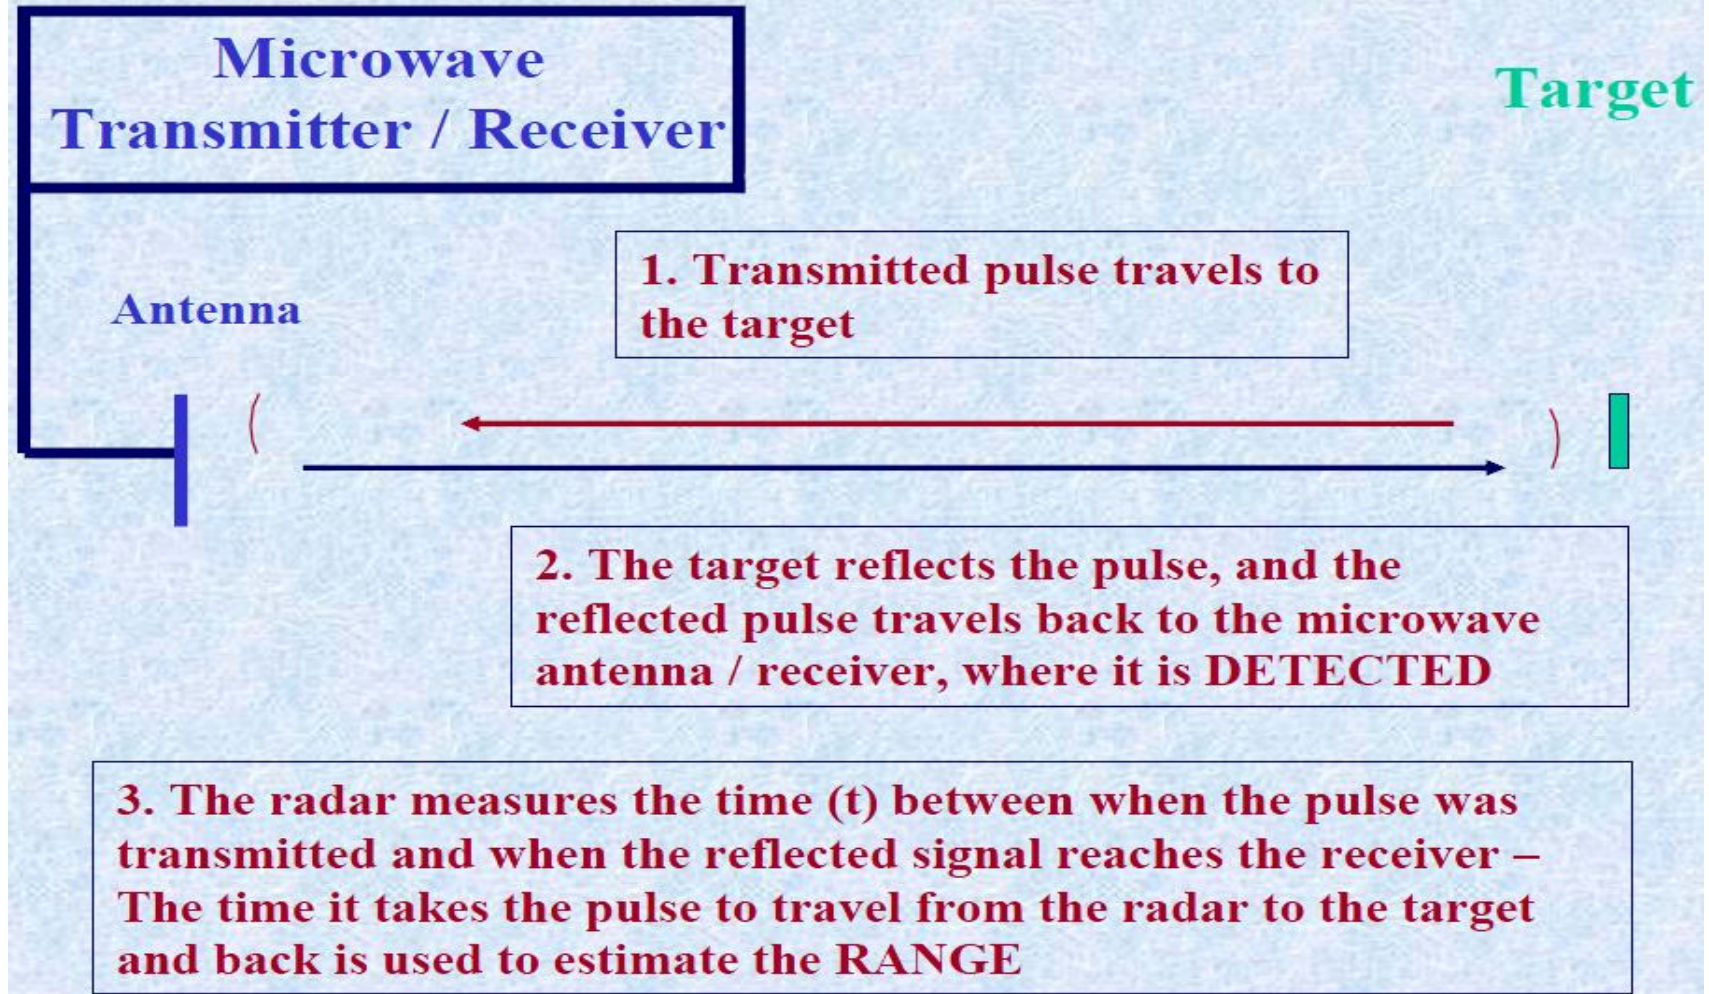 Microwave
Transmitter / Receiver
Target
1. Transmitted pulse travels to
the target
Antenna
2. The target reflects the pulse, and the
reflected pulse travels back to the microwave
antenna / receiver, where it is DETECTED
3. The radar measures the time (t) between when the pulse was
transmitted and when the reflected signal reaches the receiver –
The time it takes the pulse to travel from the radar to the target
and back is used to estimate the RANGE